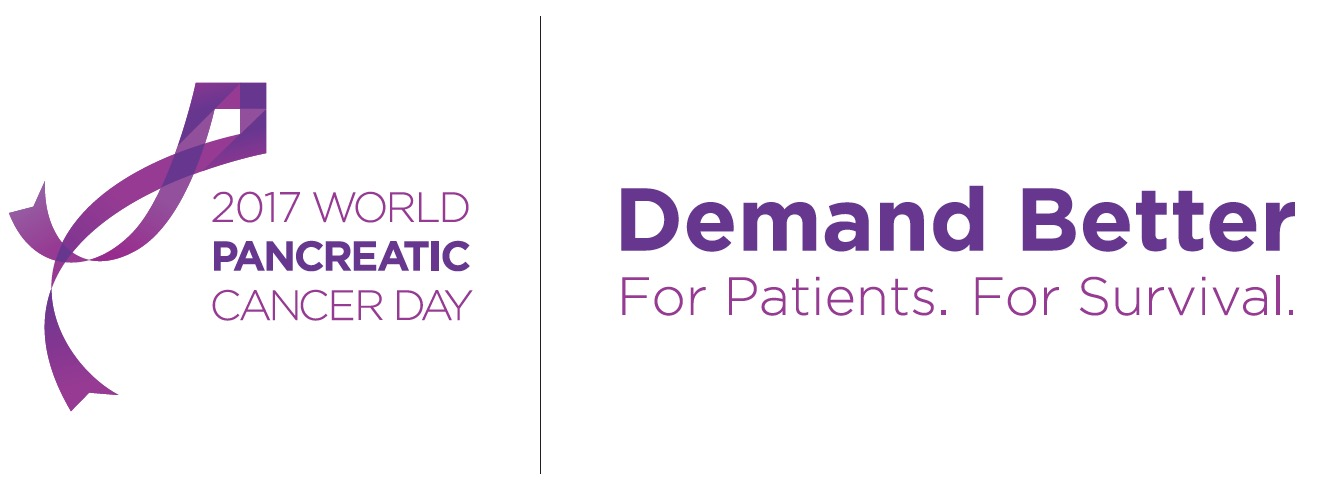 2017 WORLD
PANCREATIC
CANCER DAY
Demand Better
For Patients. For Survival.